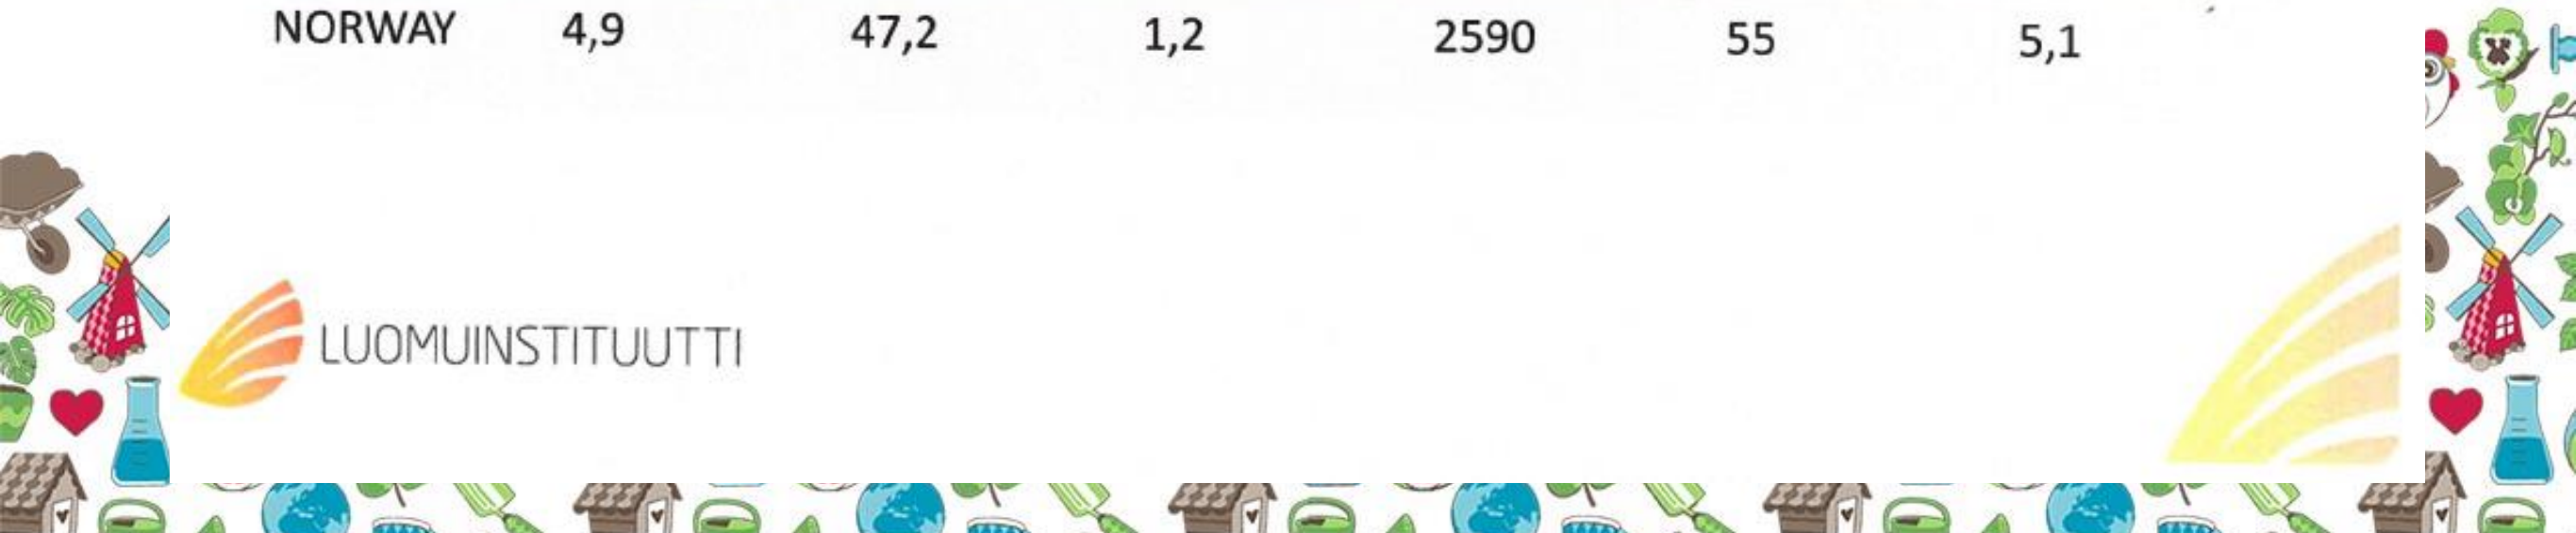 NORWAY 4,9 47,2 1,2 2590 55 5,1
LUOMUINSTITUUTTI